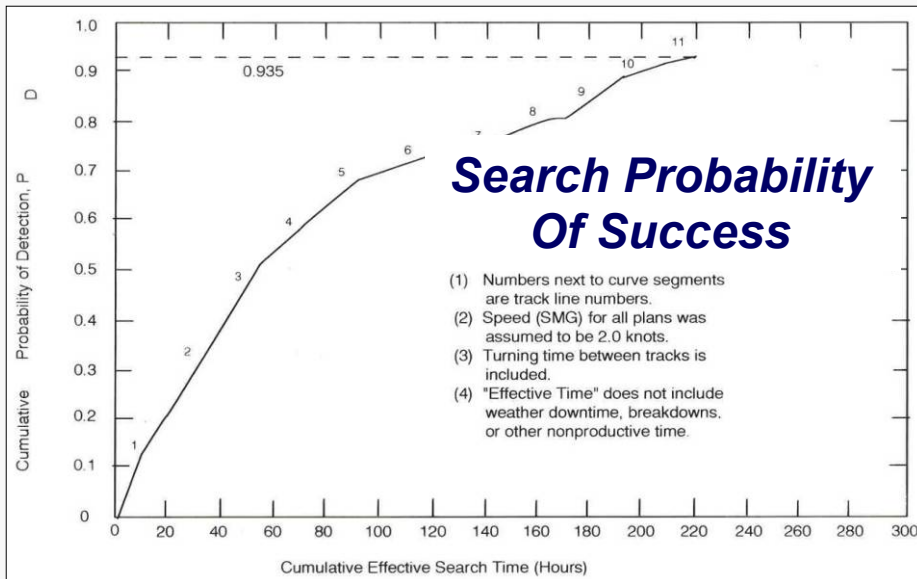 1.0
11
0.9
0.935
10
9
0.8
8
6
0.7
5
Search Probability
Of Success
0.6
4
0.5
3
0.4
0.3
2
0.2
1
0.1
0
(1) Numbers next to curve segments
are track line numbers.
(2) Speed (SMG) for all plans was
assumed to be 2.0 knots.
(3) Turning time between tracks is
included.
(4) "Effective Time" does not include
weather downtime, breakdowns,
or other nonproductive time.
Cumulative Probability of Detection, P D
0 20 40 60 80 100 120 140 160 180 200 220 240 260 280 300
Cumulative Effective Search Time (Hours)